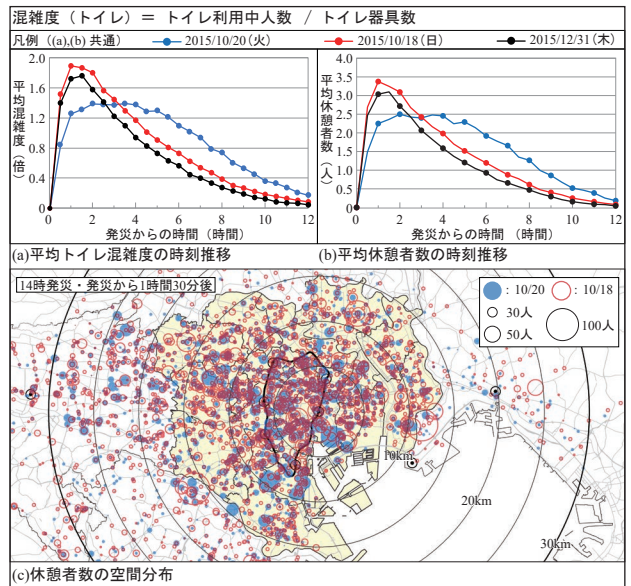 混雑度（トイレ）＝ トイレ利用中人数 / トイレ器具数
凡例 ((a),(b) 共通) 2015/10/20(火) 2015/10/18(日) 2015/12/31(木)
平均混雑度（倍）
2.0
1.6
1.2
0.8
0.4
0
0 2 4 6 8 10 12
発災からの時間（時間）
(a)平均トイレ混雑度の時刻推移
平均休憩者数（人）
4.0
3.5
3.0
2.5
2.0
1.5
1.0
0.5
0
0 2 4 6 8 10 12
発災からの時間（時間）
(b)平均休憩者数の時刻推移
14時発災・発災から1時間30分後
: 10/20 : 10/18
30人
50人
100人
10km
20km
30km
(c)休憩者数の空間分布